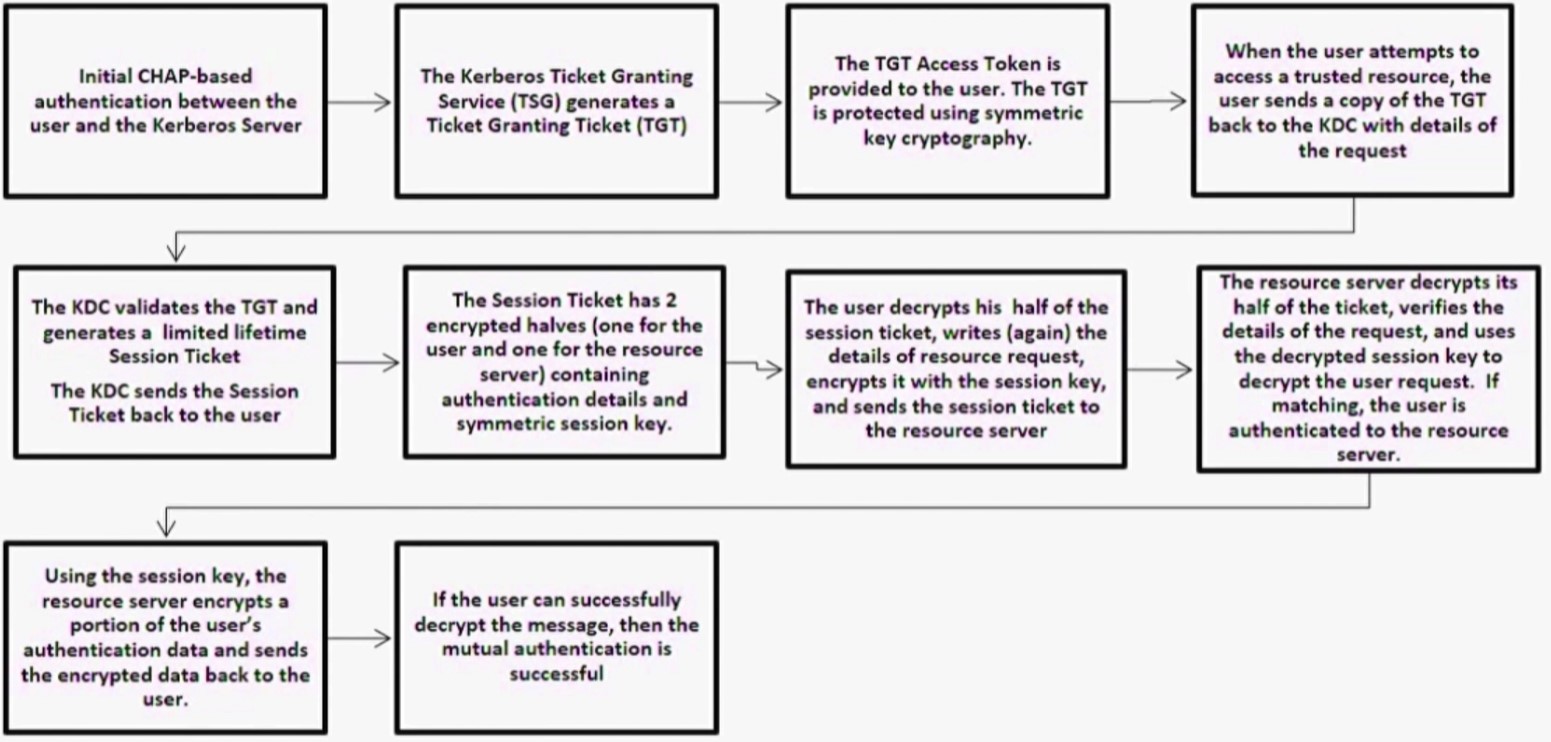 Initial CHAP-based
authentication between the
user and the Kerberos Server
The Kerberos Ticket Granting
Service (TSG) generates a
Ticket Granting Ticket (TGT)
The TGT Access Token is
provided to the user. The TGT
is protected using symmetric
key cryptography.
When the user attempts to
access a trusted resource, the
user sends a copy of the TGT
back to the KDC with details of
the request
The KDC validates the TGT and
generates a limited lifetime
Session Ticket
The KDC sends the Session
Ticket back to the user
The Session Ticket has 2
encrypted halves (one for the
user and one for the resource
server) containing
authentication details and
symmetric session key.
The user decrypts his half of the
session ticket, writes (again) the
details of resource request,
encrypts it with the session key,
and sends the session ticket to
the resource server
The resource server decrypts its
half of the ticket, verifies the
details of the request, and uses
the decrypted session key to
decrypt the user request. If
matching, the user is
authenticated to the resource
server.
Using the session key, the
resource server encrypts a
portion of the user's
authentication data and sends
the encrypted data back to the
user.
If the user can successfully
decrypt the message, then the
mutual authentication is
successful